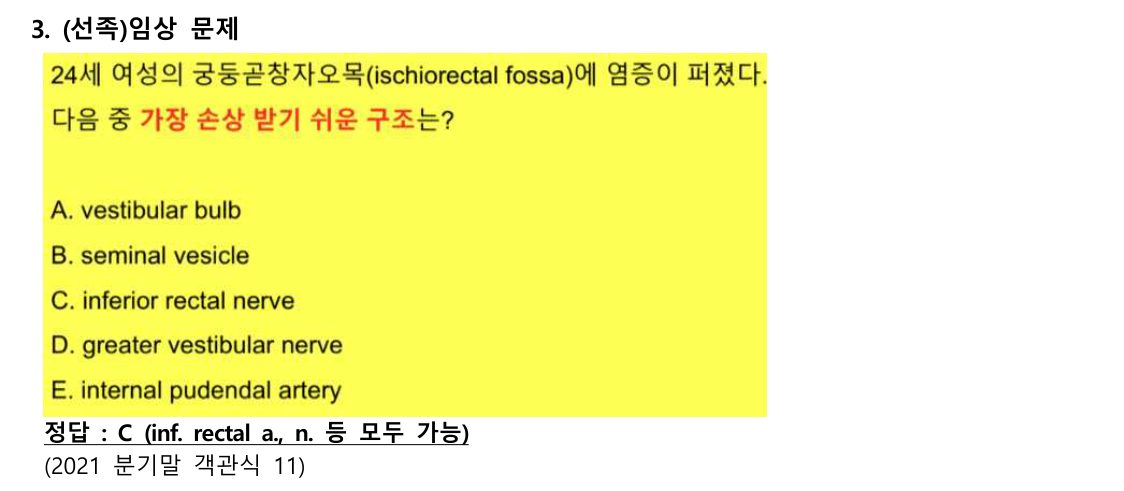 3. (선족)임상 문제
24세 여성의 궁둥곧창자오목(ischiorectal fossa)에 염증이 퍼졌다.
다음 중 가장 손상 받기 쉬운 구조는?
A. vestibular bulb
B. seminal vesicle
C. inferior rectal nerve
D. greater vestibular nerve
E. internal pudendal artery
정답 : C (inf. rectal a., n. 등 모두 가능)
(2021 분기말 객관식 11)